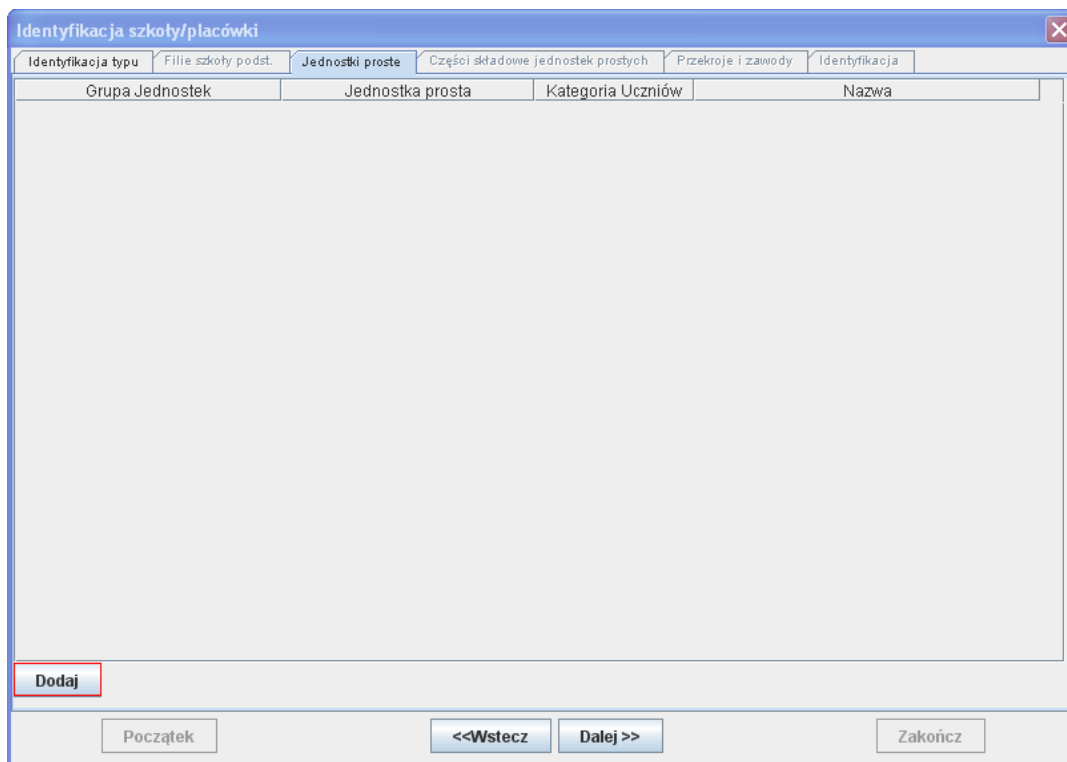 Identyfikacja szkoły/placówki
Identyfikacja typu Filie szkoły podst. Jednostki proste Części składowe jednostek prostych Przekroje i zawody Identyfikacja
Grupa Jednostek Jednostka prosta Kategoria Uczniów Nazwa
Dodaj
Początek <<Wstecz Dalej >> Zakończ